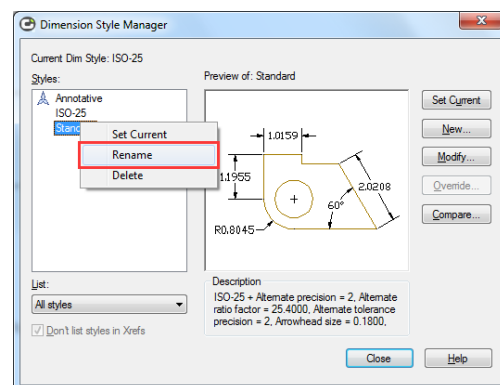 Dimension Style Manager
Current Dim Style: ISO-25
Styles:
Annotative
ISO-25
Set Current
Rename
Delete
Preview of: Standard
1.0159
1.1955
2.0208
60°
R0.8045
Set Current
New...
Modify...
Override...
Compare...
List:
All styles
Don't list styles in Xrefs
Description
ISO-25 + Alternate precision = 2, Alternate
ratio factor = 25.4000, Alternate tolerance
precision = 2, Arrowhead size = 0.1800,
Close
Help